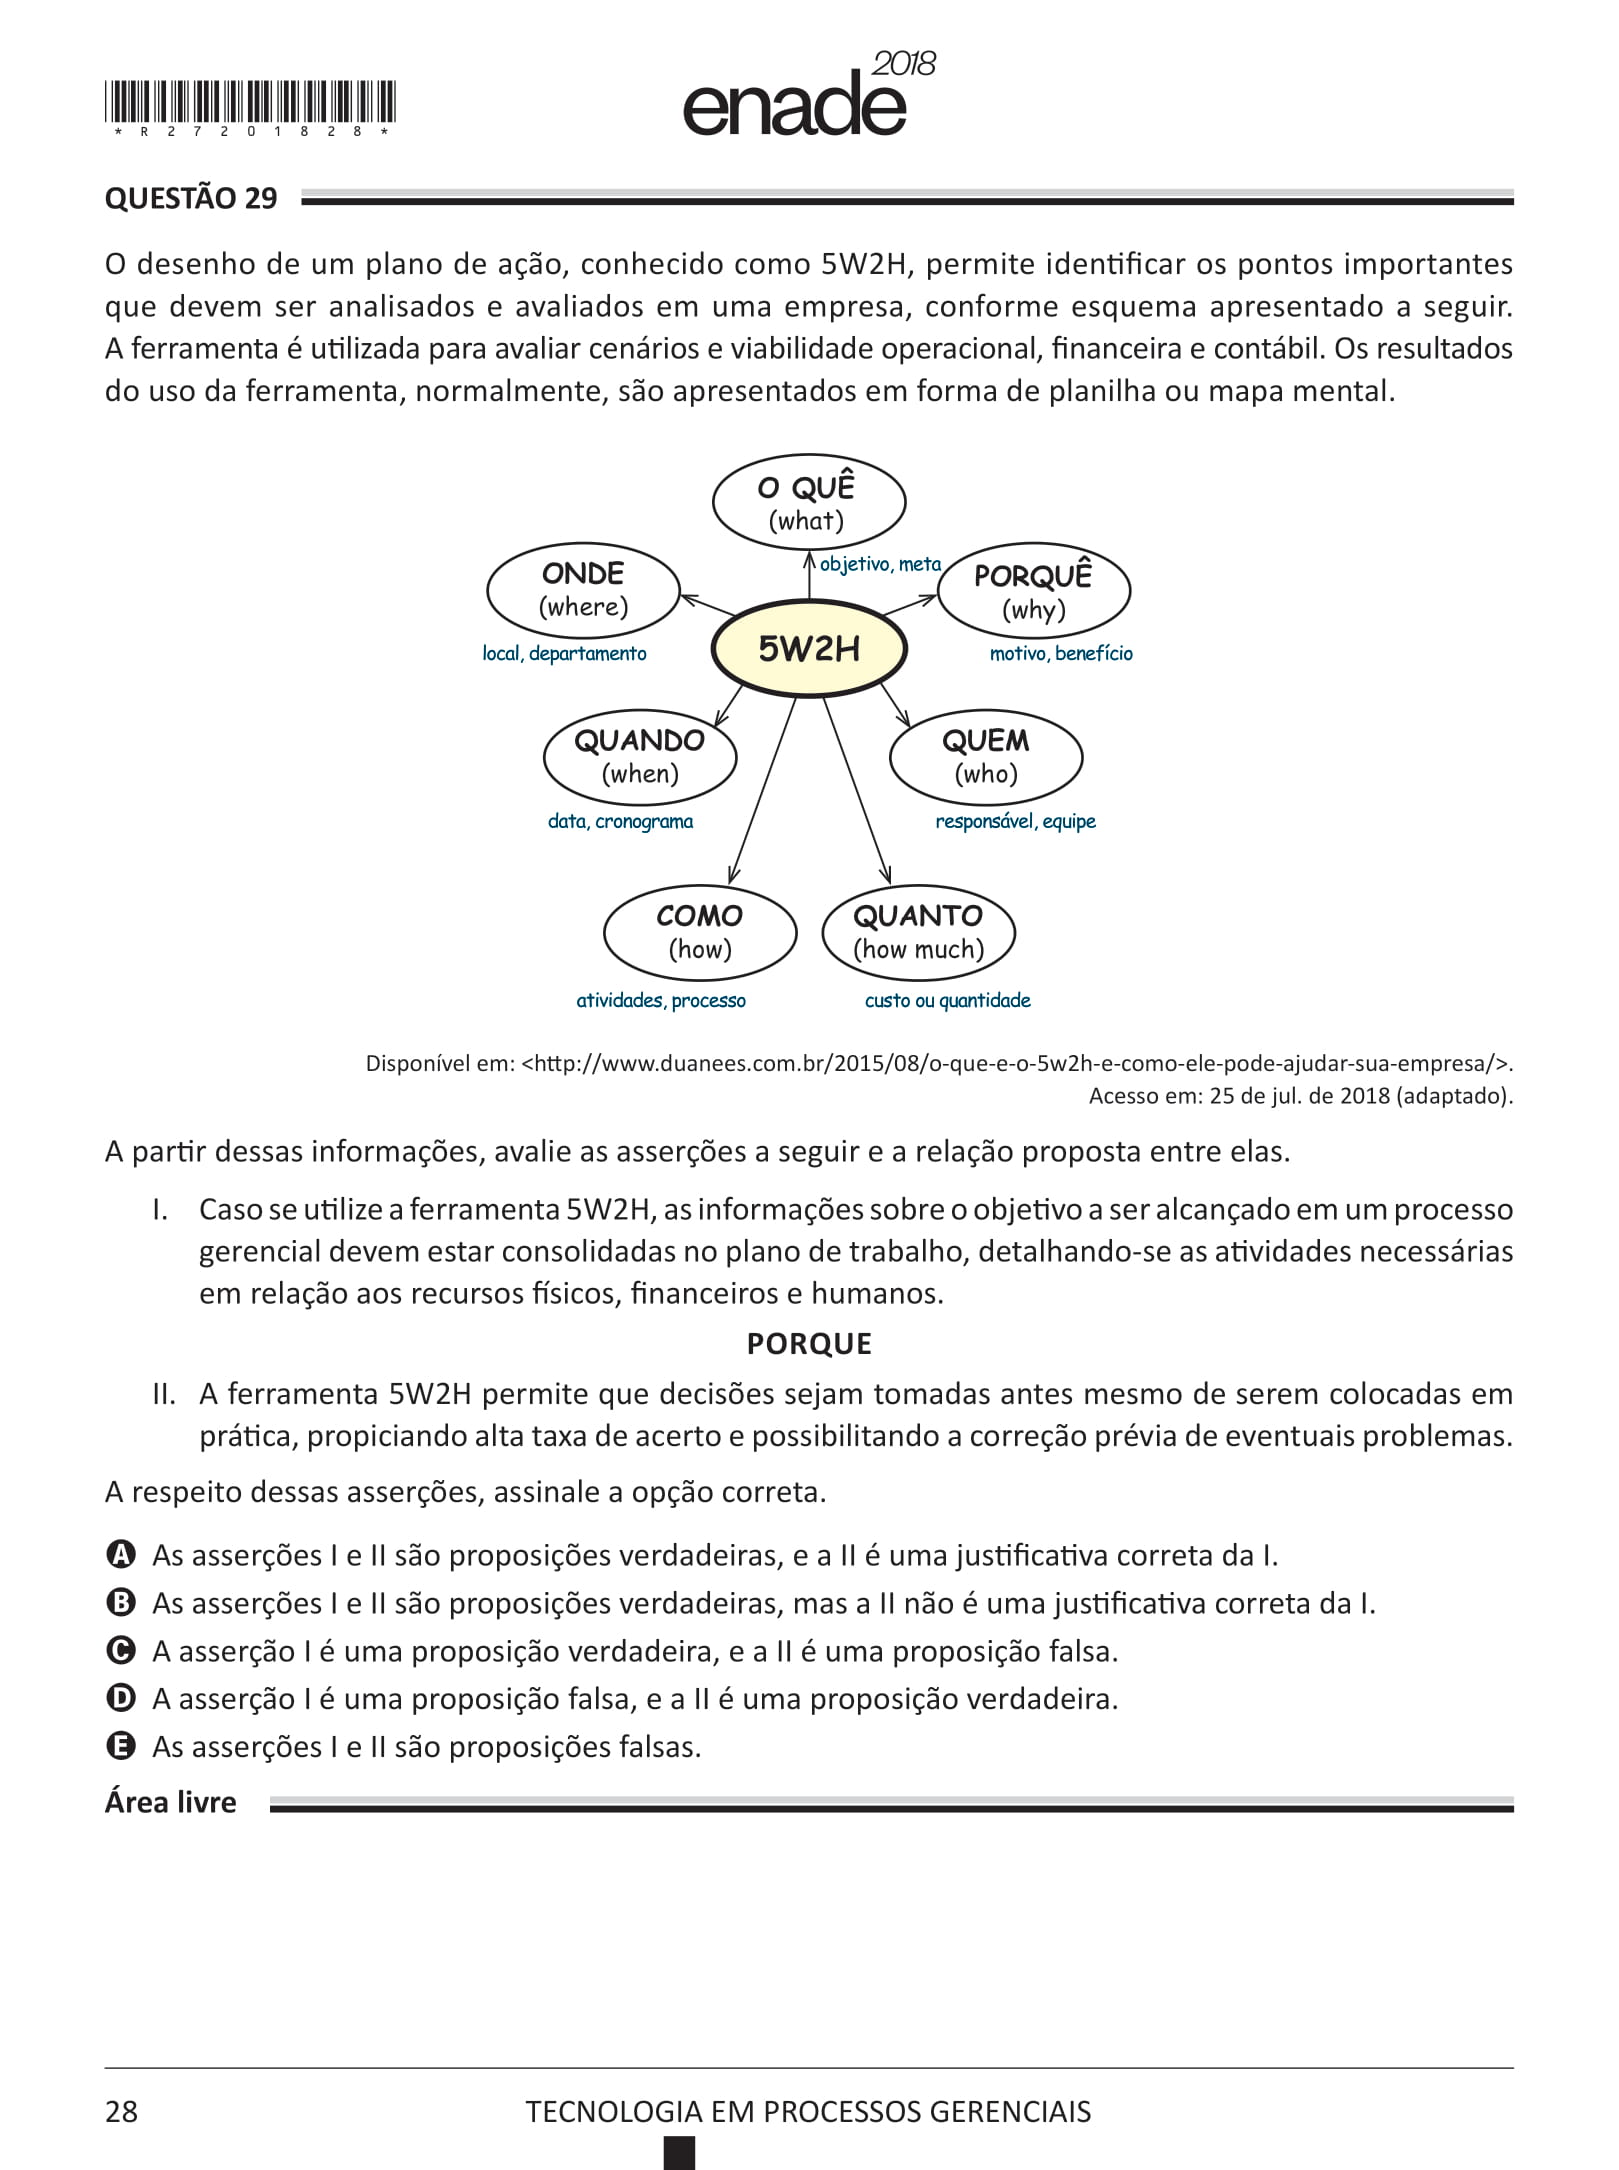 * R 2 7 2 0 1 8 2 8 *
enade 2018
QUESTÃO 29
O desenho de um plano de ação, conhecido como 5W2H, permite identificar os pontos importantes
que devem ser analisados e avaliados em uma empresa, conforme esquema apresentado a seguir.
A ferramenta é utilizada para avaliar cenários e viabilidade operacional, financeira e contábil. Os resultados
do uso da ferramenta, normalmente, são apresentados em forma de planilha ou mapa mental.
O QUÊ
(what)
objetivo, meta
ONDE
(where)
local, departamento
PORQUÊ
(why)
motivo, benefício
5W2H
QUANDO
(when)
data, cronograma
QUEM
(who)
responsável, equipe
COMO
(how)
atividades, processo
QUANTO
(how much)
custo ou quantidade
Disponível em: <http://www.duanees.com.br/2015/08/o-que-e-o-5w2h-e-como-ele-pode-ajudar-sua-empresa/>.
Acesso em: 25 de jul. de 2018 (adaptado).
A partir dessas informações, avalie as asserções a seguir e a relação proposta entre elas.
I. Caso se utilize a ferramenta 5W2H, as informações sobre o objetivo a ser alcançado em um processo
gerencial devem estar consolidadas no plano de trabalho, detalhando-se as atividades necessárias
em relação aos recursos físicos, financeiros e humanos.
PORQUE
II. A ferramenta 5W2H permite que decisões sejam tomadas antes mesmo de serem colocadas em
prática, propiciando alta taxa de acerto e possibilitando a correção prévia de eventuais problemas.
A respeito dessas asserções, assinale a opção correta.
A As asserções I e II são proposições verdadeiras, e a II é uma justificativa correta da I.
B As asserções I e II são proposições verdadeiras, mas a II não é uma justificativa correta da I.
C A asserção I é uma proposição verdadeira, e a II é uma proposição falsa.
D A asserção I é uma proposição falsa, e a II é uma proposição verdadeira.
E As asserções I e II são proposições falsas.
Área livre
28
TECNOLOGIA EM PROCESSOS GERENCIAIS